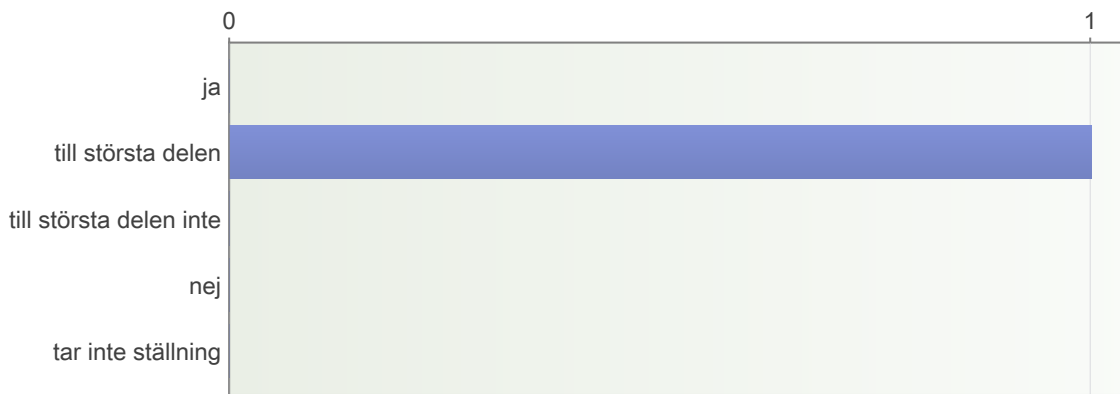 0 1
ja
till största delen
till största delen inte
nej
tar inte ställning